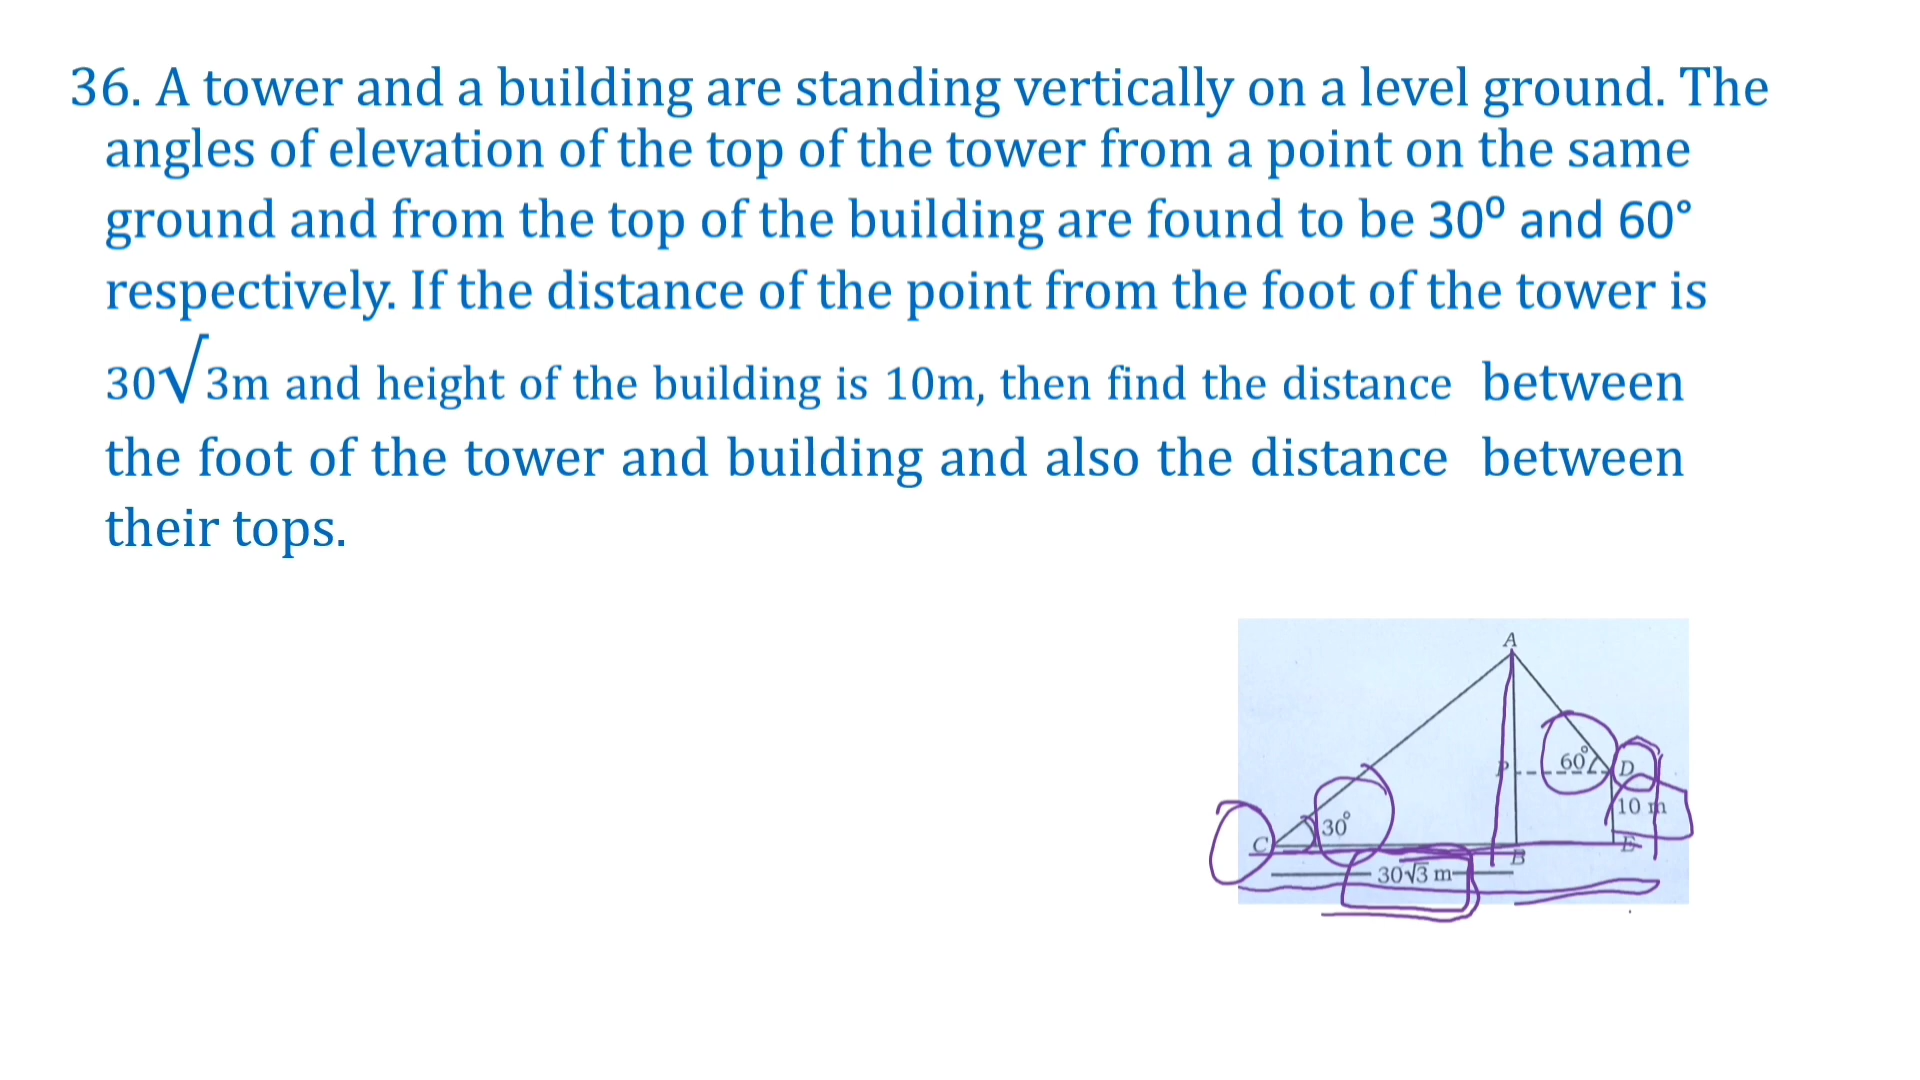 36. A tower and a building are standing vertically on a level ground. The
angles of elevation of the top of the tower from a point on the same
ground and from the top of the building are found to be 30⁰ and 60°
respectively. If the distance of the point from the foot of the tower is
30√3m and height of the building is 10m, then find the distance between
the foot of the tower and building and also the distance between
their tops.
A
P 60° D
10 m
C 30° B E
30√3 m